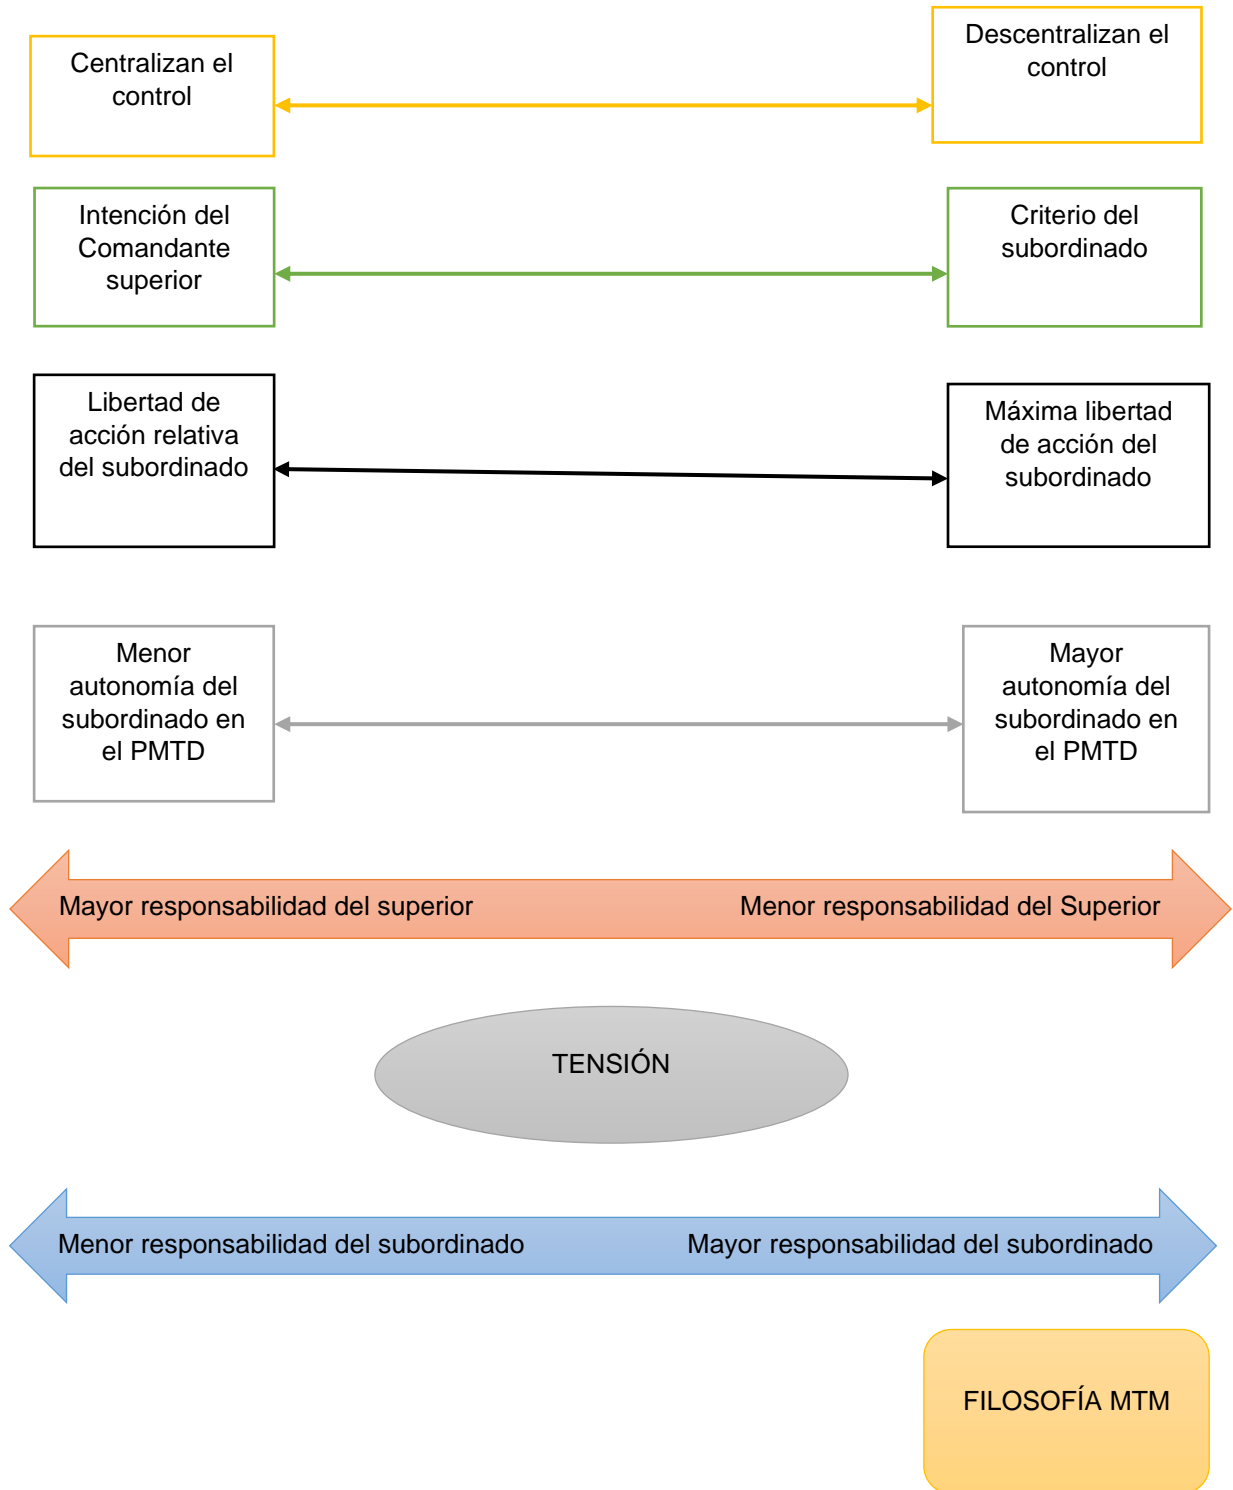 Centralizan el
control
Descentralizan el
control
Intención del
Comandante
superior
Criterio del
subordinado
Libertad de
acción relativa
del subordinado
Máxima libertad
de acción del
subordinado
Menor
autonomía del
subordinado en
el PMTD
Mayor
autonomía del
subordinado en
el PMTD
Mayor responsabilidad del superior
Menor responsabilidad del Superior
TENSIÓN
Menor responsabilidad del subordinado
Mayor responsabilidad del subordinado
FILOSOFÍA MTM